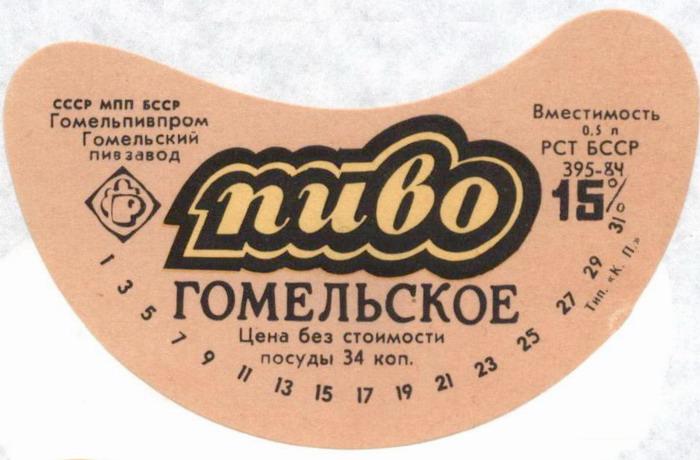 СССР МПП БССР
Гомельпивпром
Гомельский
пивзавод
Вместимость
0,5 л
РСТ БССР
395-84
15%
пиво
ГОМЕЛЬСКОЕ
Цена без стоимости
посуды 34 коп.
1 3 5 7 9 11 13 15 17 19 21 23 25 27 29 31
Тип. «К. П.»